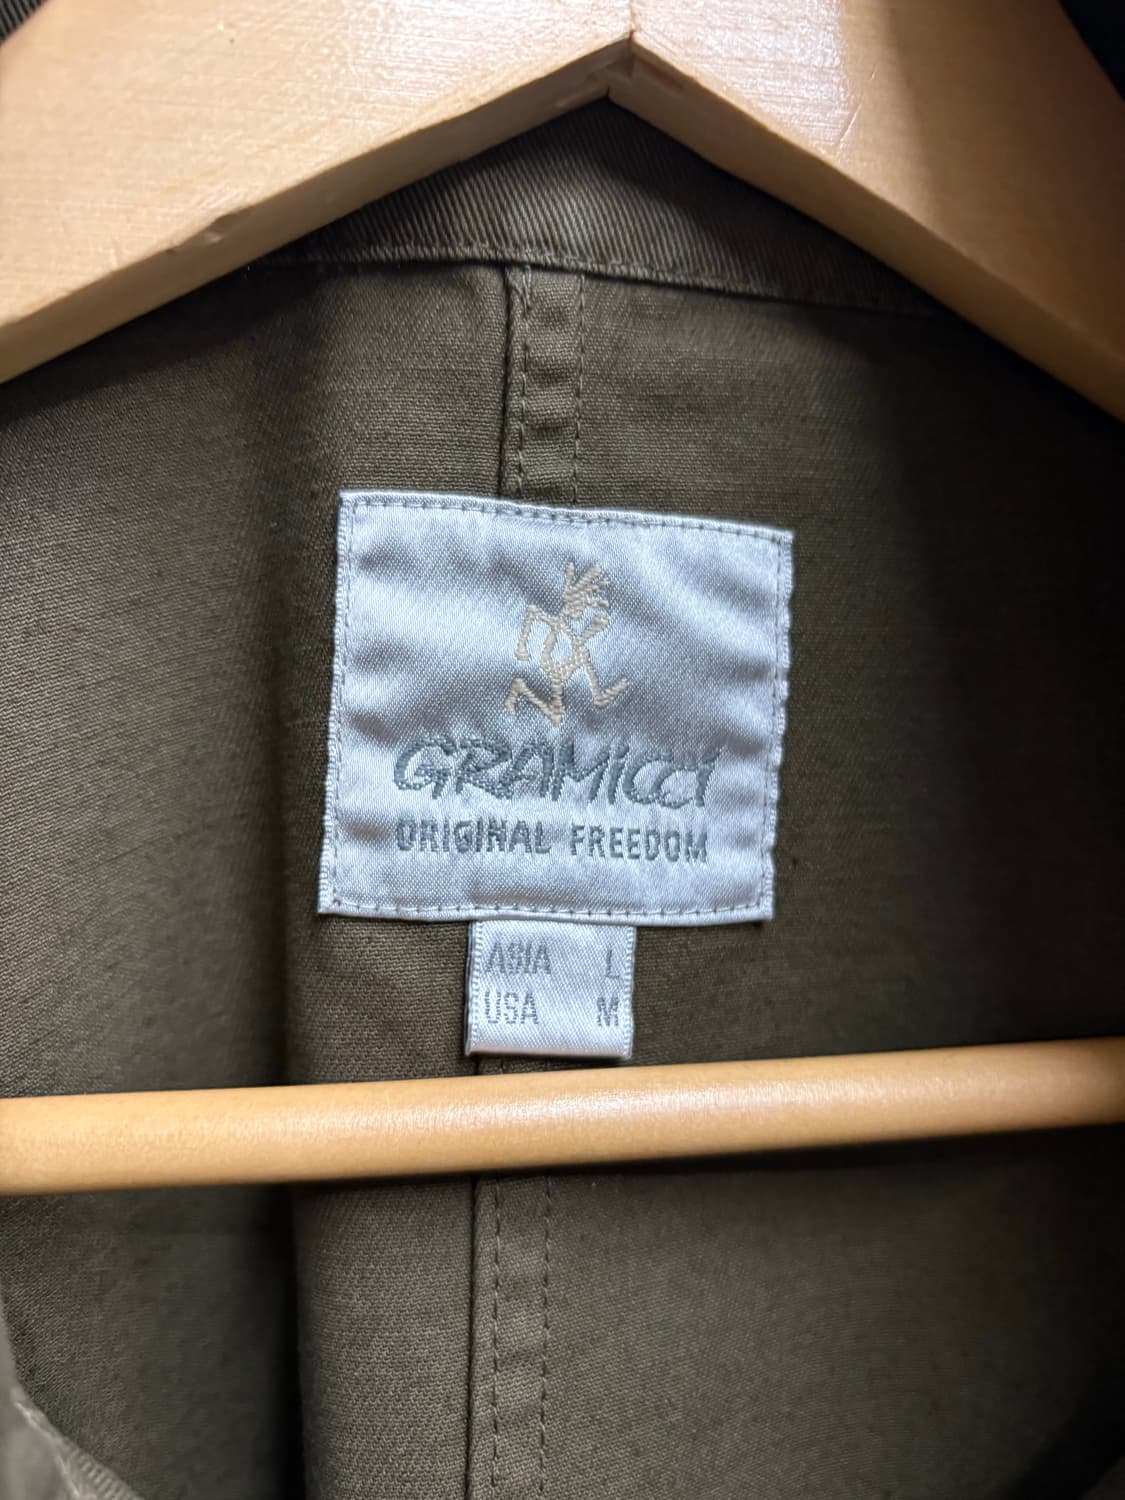 GRAMiCCi
ORIGINAL FREEDOM
ASIA L
USA M